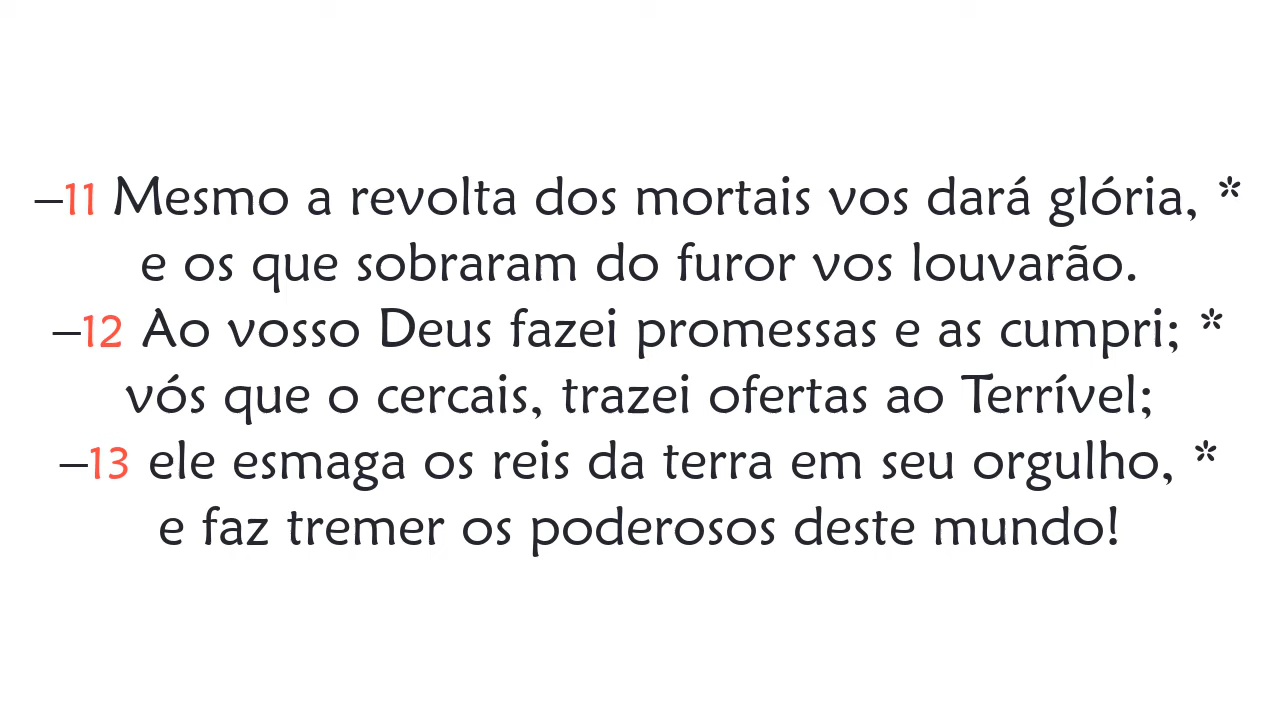 –11 Mesmo a revolta dos mortais vos dará glória, *
e os que sobraram do furor vos louvarão.
–12 Ao vosso Deus fazei promessas e as cumpri; *
vós que o cercais, trazei ofertas ao Terrível;
–13 ele esmaga os reis da terra em seu orgulho, *
e faz tremer os poderosos deste mundo!